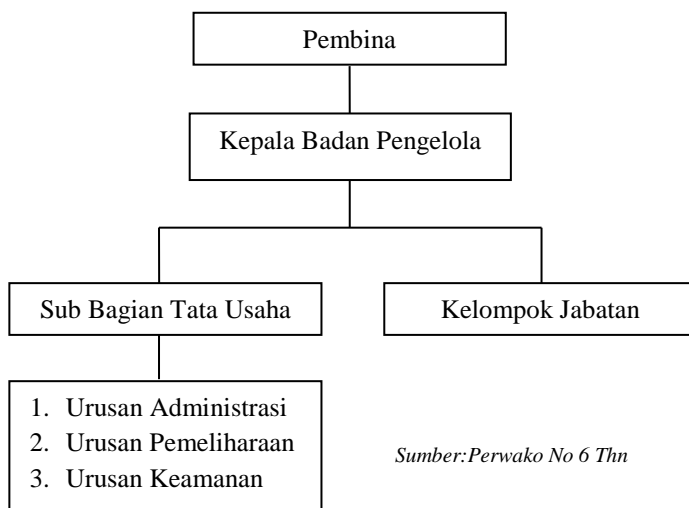 Pembina
Kepala Badan Pengelola
Sub Bagian Tata Usaha
Kelompok Jabatan
1. Urusan Administrasi
2. Urusan Pemeliharaan
3. Urusan Keamanan
Sumber:Perwako No 6 Thn